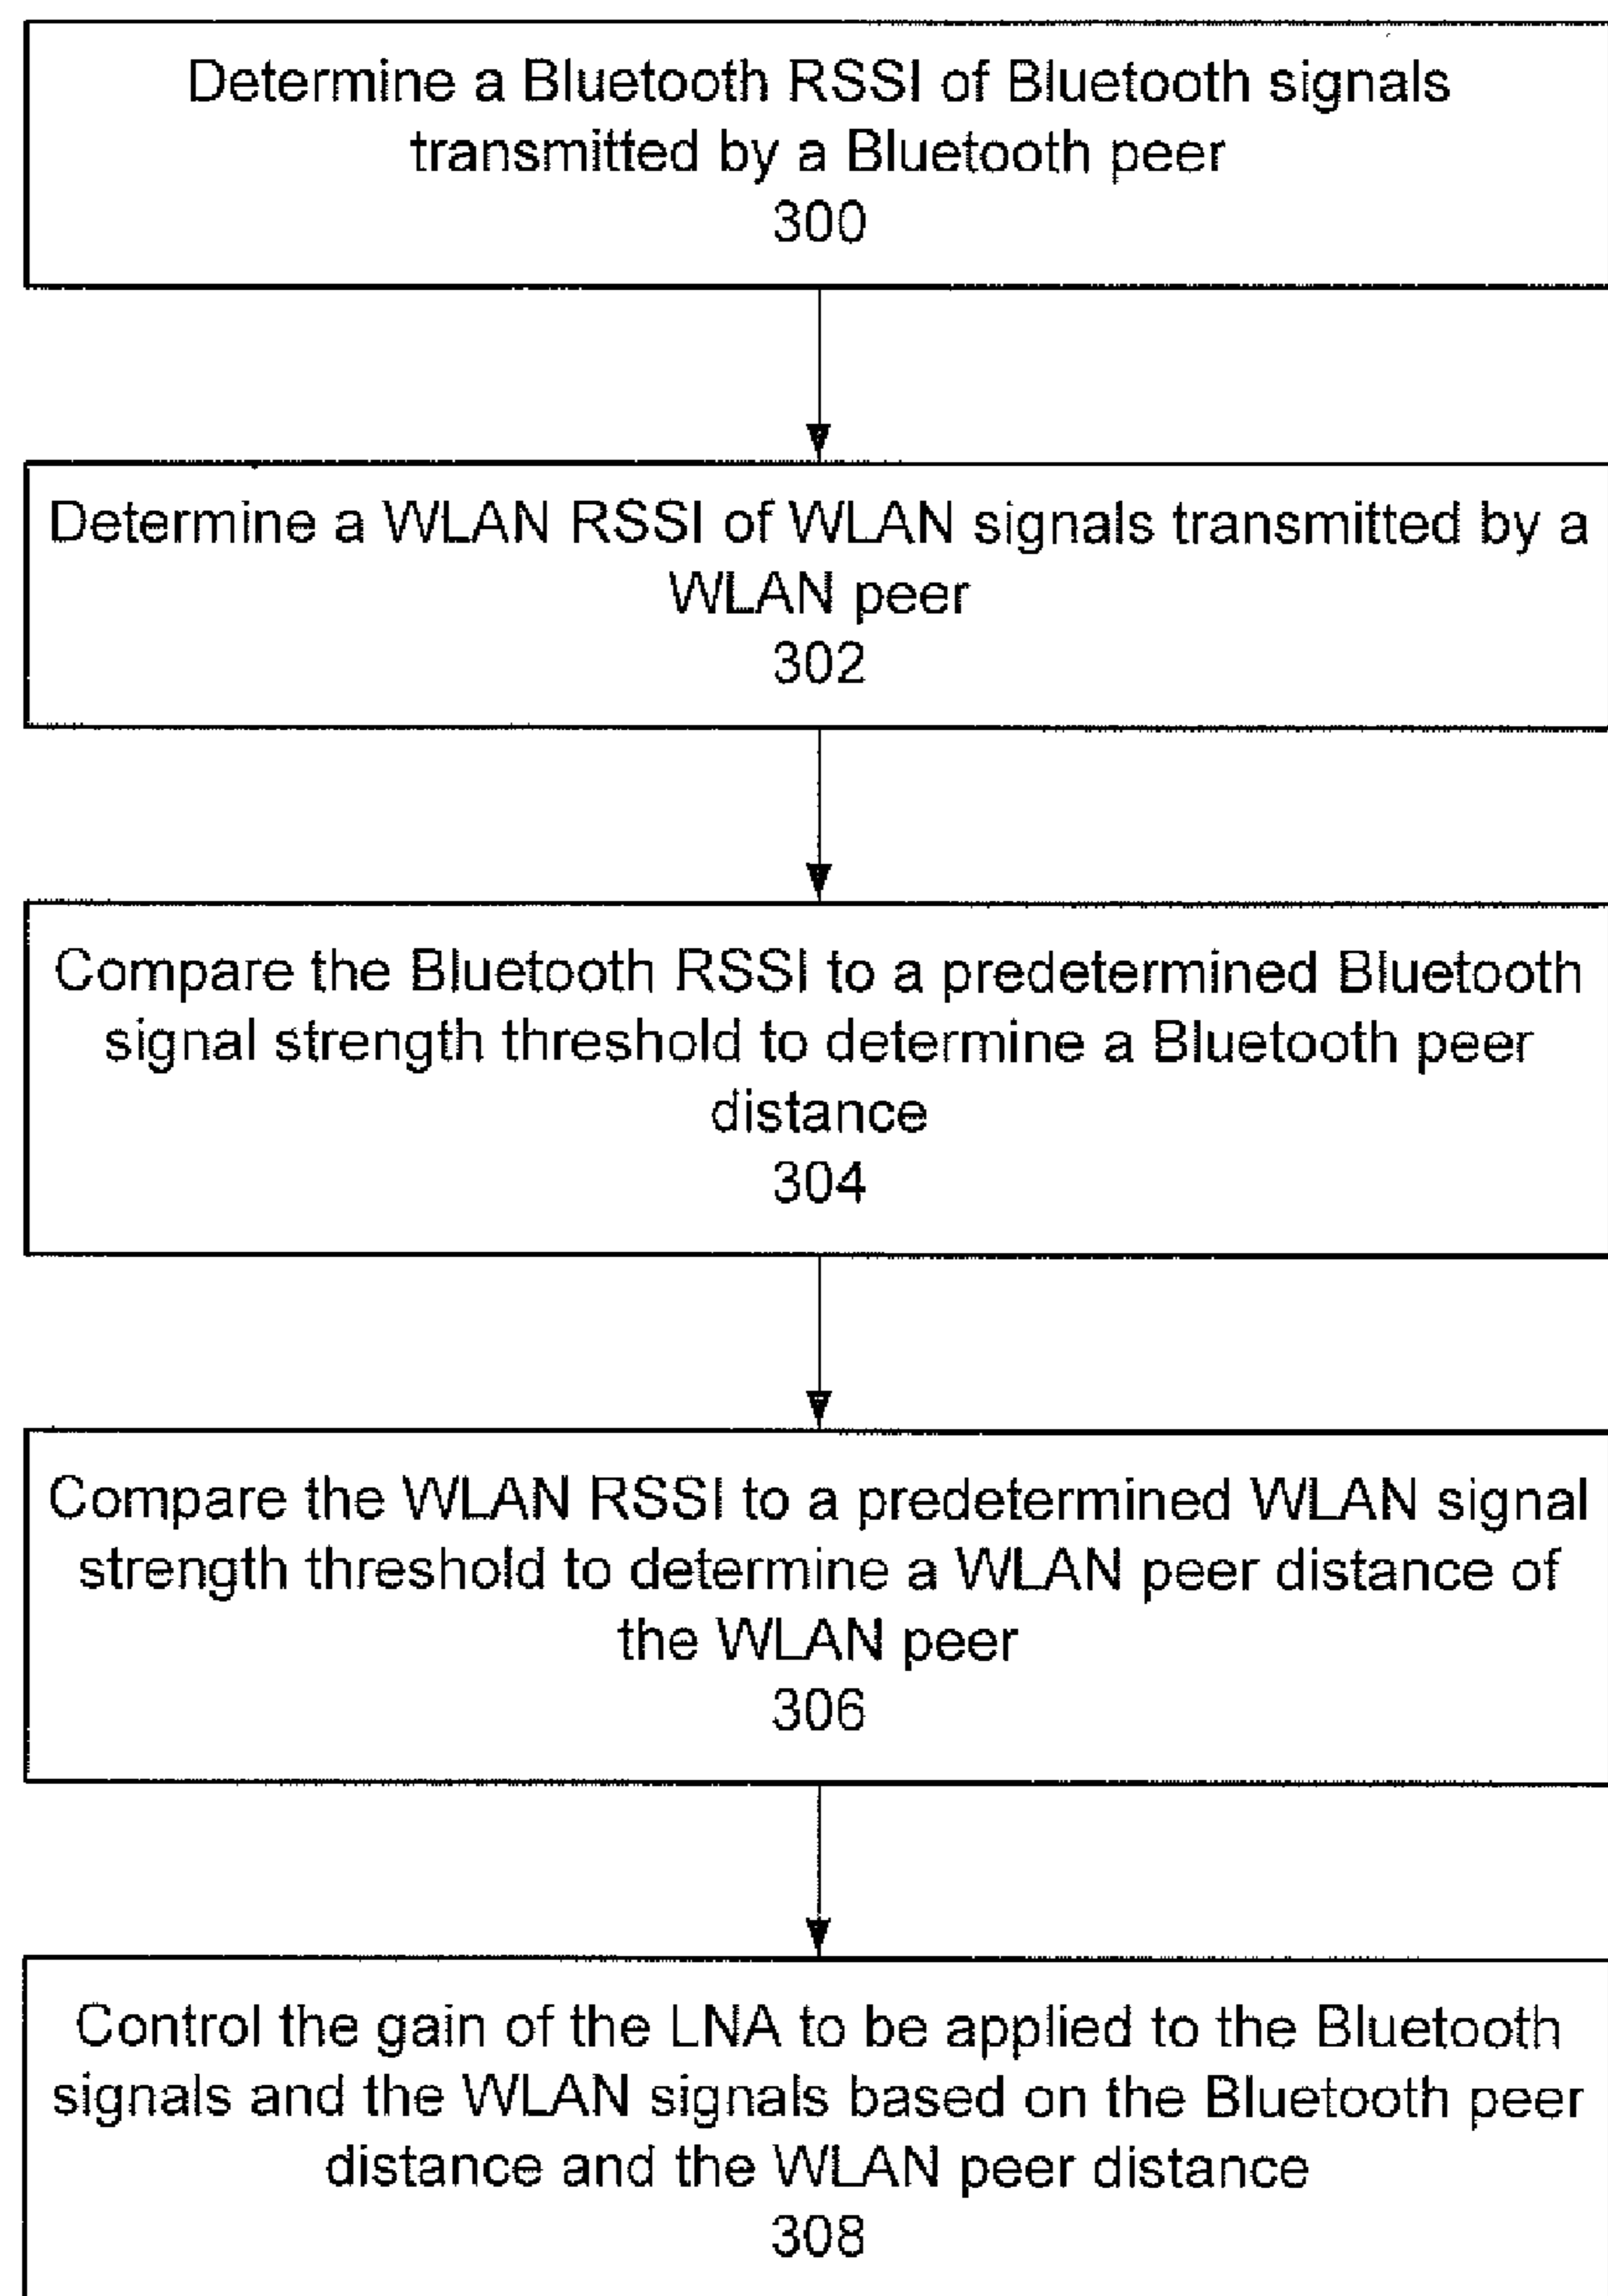 Determine a Bluetooth RSSI of Bluetooth signals
transmitted by a Bluetooth peer
300
Determine a WLAN RSSI of WLAN signals transmitted by a
WLAN peer
302
Compare the Bluetooth RSSI to a predetermined Bluetooth
signal strength threshold to determine a Bluetooth peer
distance
304
Compare the WLAN RSSI to a predetermined WLAN signal
strength threshold to determine a WLAN peer distance of
the WLAN peer
306
Control the gain of the LNA to be applied to the Bluetooth
signals and the WLAN signals based on the Bluetooth peer
distance and the WLAN peer distance
308